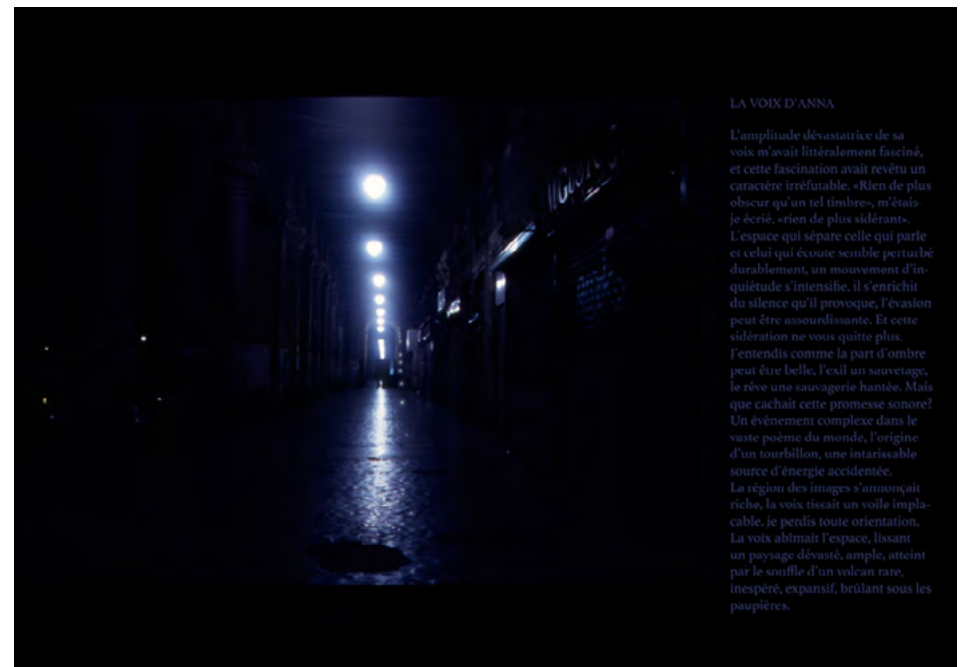 LA VOIX D'ANNA
L'amplitude dévastatrice de sa
voix m'avait littéralement fasciné,
et cette fascination avait revêtu un
caractère irréfutable. «Rien de plus
obscur qu'un tel timbre», m'étais-
je écrié, «rien de plus sidérant».
L'espace qui sépare celle qui parle
et celui qui écoute semble perturbé
durablement, un mouvement d'in-
quiétude s'intensifie, il s'enrichit
du silence qu'il provoque, l'évasion
peut être assourdissante. Et cette
sidération ne vous quitte plus.
J'entendis comme la part d'ombre
peut être belle, l'exil un sauvetage,
le rêve une sauvagerie hantée. Mais
que cachait cette promesse sonore?
Un évènement complexe dans le
vaste poème du monde, l'origine
d'un tourbillon, une intarissable
source d'énergie accidentée.
La région des images s'annonçait
riche, la voix tissait un voile impla-
cable, je perdis toute orientation.
La voix abîmait l'espace, lissant
un paysage dévasté, ample, atteint
par le souffle d'un volcan rare,
inespéré, expansif, brûlant sous les
paupières.